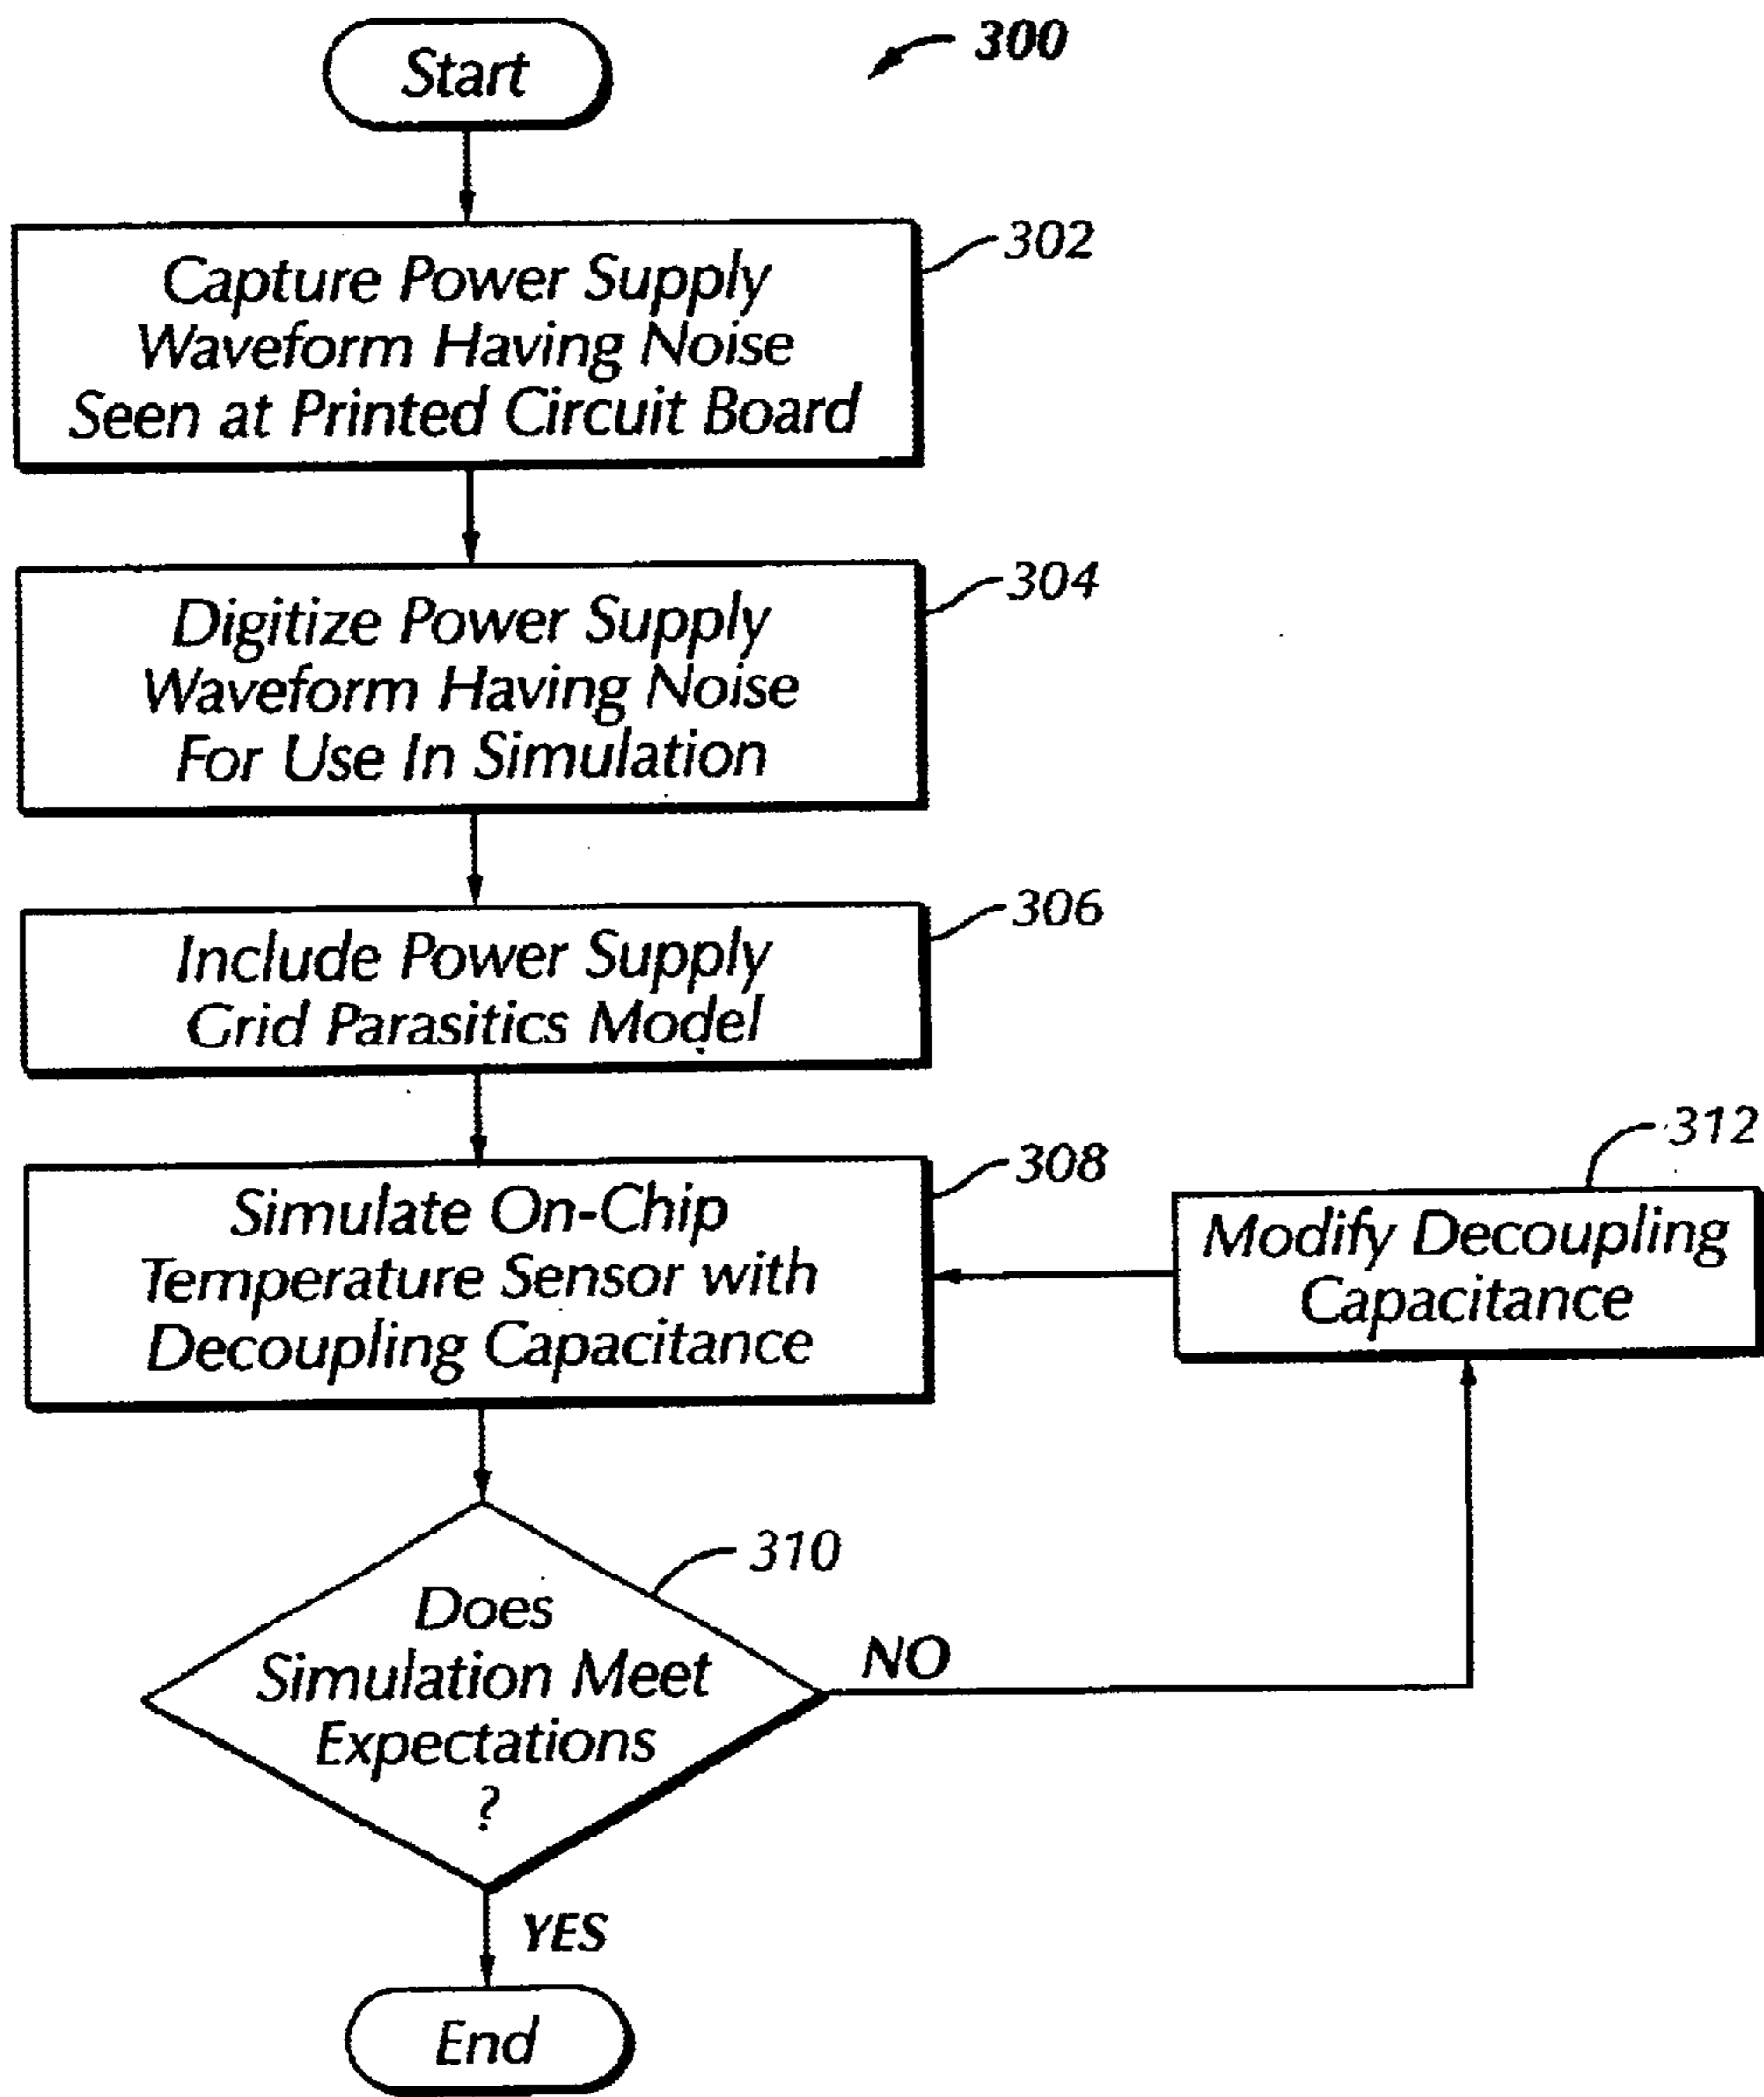 Start
300
Capture Power Supply
Waveform Having Noise
Seen at Printed Circuit Board
302
Digitize Power Supply
Waveform Having Noise
For Use In Simulation
304
Include Power Supply
Grid Parasitics Model
306
Simulate On-Chip
Temperature Sensor with
Decoupling Capacitance
308
Modify Decoupling
Capacitance
312
Does
Simulation Meet
Expectations
?
310
NO
YES
End